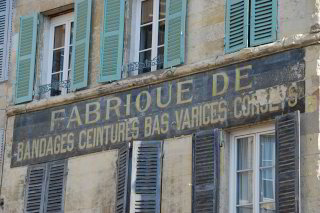 FABRIQUE DE
BANDAGES CEINTURES BAS-VARICES CORSETS